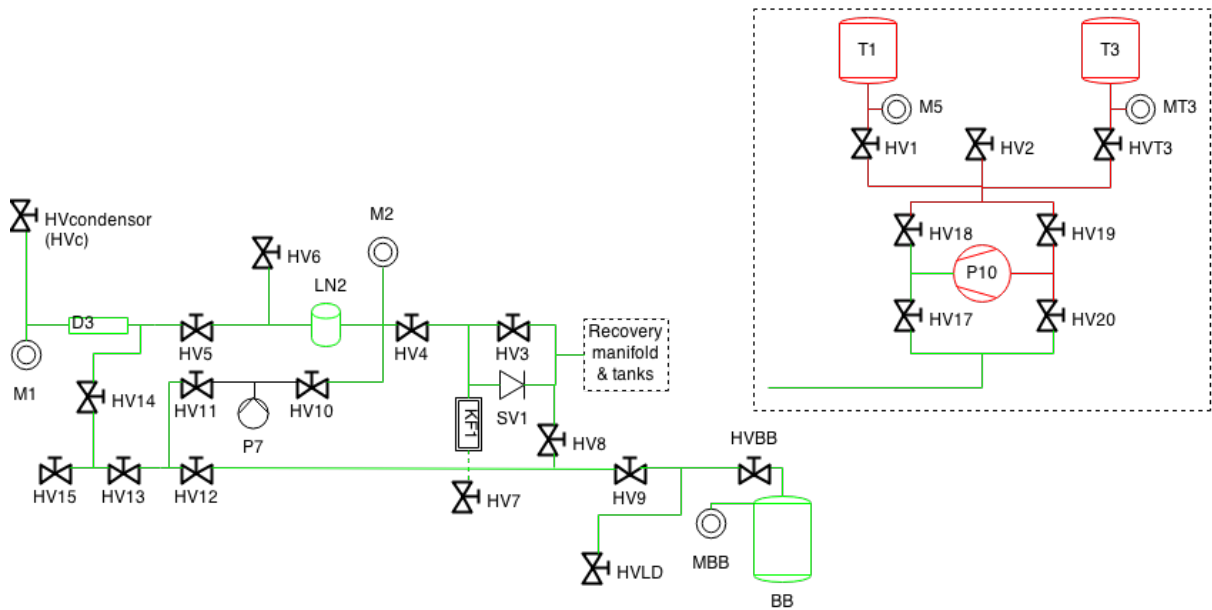 T1
T3
M5
MT3
HV1
HV2
HVT3
HVcondensor
(HVc)
M2
HV6
HV18
HV19
P10
LN2
D3
HV17
HV20
Recovery
manifold
& tanks
HV5
HV4
HV3
M1
HV14
HV11
HV10
P7
KF1
SV1
HV8
HVBB
HV15
HV13
HV12
HV7
HV9
HVLD
MBB
BB